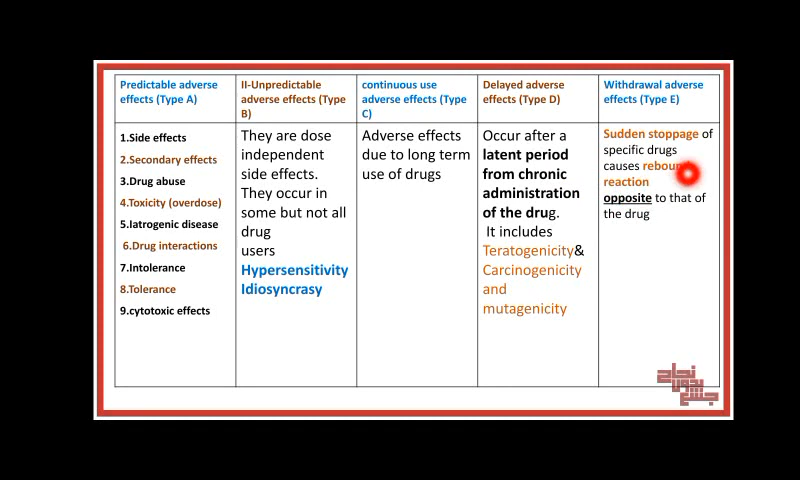 Predictable adverse
effects (Type A)
II-Unpredictable
adverse effects (Type
B)
continuous use
adverse effects (Type
C)
Delayed adverse
effects (Type D)
Withdrawal adverse
effects (Type E)
1.Side effects
2.Secondary effects
3.Drug abuse
4.Toxicity (overdose)
5.Iatrogenic disease
6.Drug interactions
7.Intolerance
8.Tolerance
9.cytotoxic effects
They are dose
independent
side effects.
They occur in
some but not all
drug
users
Hypersensitivity
Idiosyncrasy
Adverse effects
due to long term
use of drugs
Occur after a
latent period
from chronic
administration
of the drug.
It includes
Teratogenicity&
Carcinogenicity
and
mutagenicity
Sudden stoppage of
specific drugs
causes rebound
reaction
opposite to that of
the drug